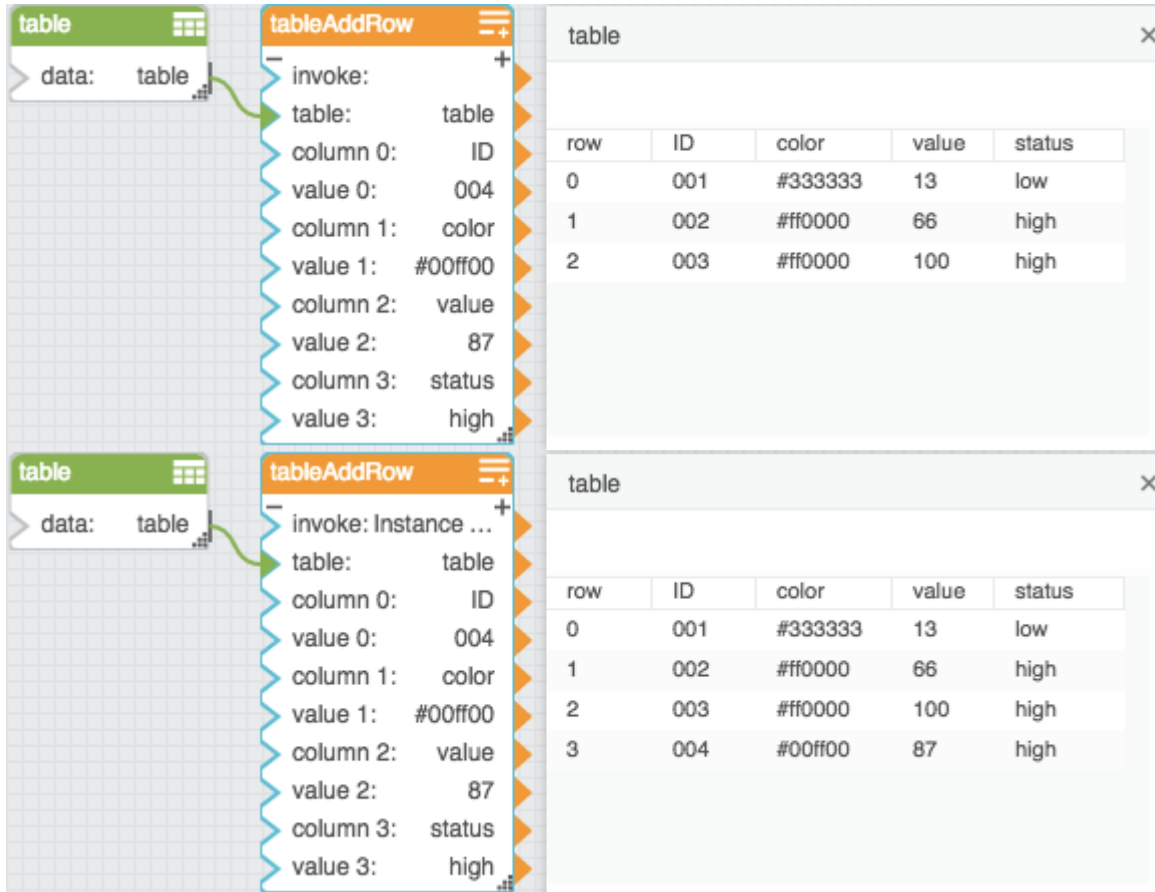 table
data: table
tableAddRow
− +
invoke:
table: table
column 0: ID
value 0: 004
column 1: color
value 1: #00ff00
column 2: value
value 2: 87
column 3: status
value 3: high
table ×
row ID color value status
0 001 #333333 13 low
1 002 #ff0000 66 high
2 003 #ff0000 100 high
table
data: table
tableAddRow
− +
invoke: Instance ...
table: table
column 0: ID
value 0: 004
column 1: color
value 1: #00ff00
column 2: value
value 2: 87
column 3: status
value 3: high
table ×
row ID color value status
0 001 #333333 13 low
1 002 #ff0000 66 high
2 003 #ff0000 100 high
3 004 #00ff00 87 high